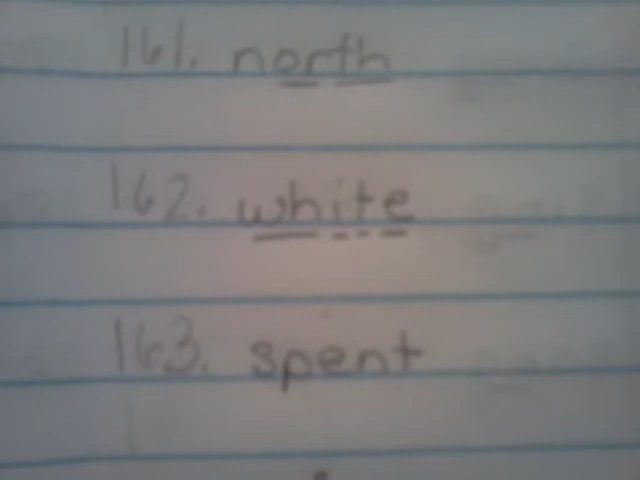 161. north
162. white
163. spent